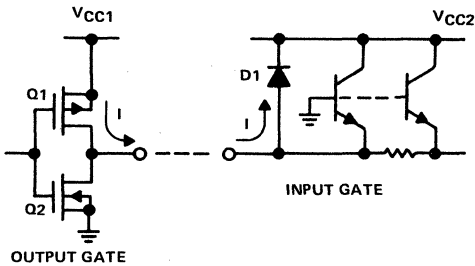 VCC1
VCC2
D1
Q1
I
I
INPUT GATE
Q2
OUTPUT GATE